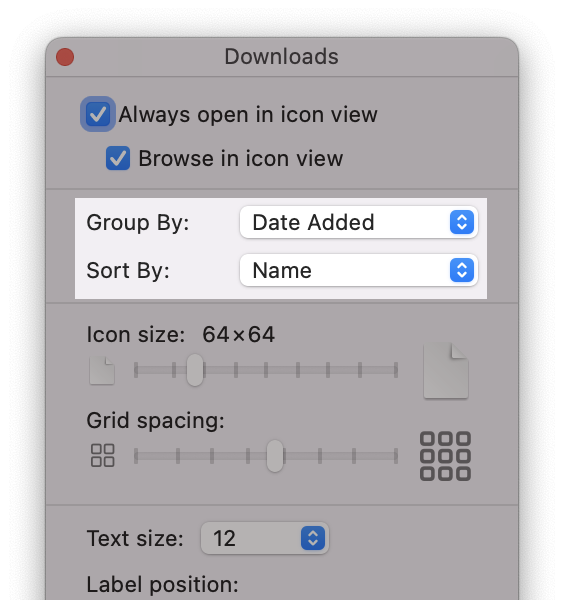 Downloads
Always open in icon view
Browse in icon view
Group By: Date Added
Sort By: Name
Icon size: 64×64
Grid spacing:
Text size: 12
Label position: